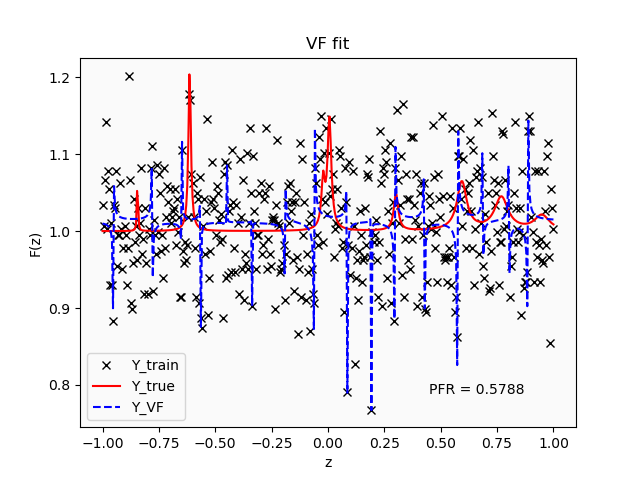 VF fit
1.2
1.1
1.0
0.9
0.8
F(z)
Y_train
Y_true
Y_VF
PFR = 0.5788
−1.00 −0.75 −0.50 −0.25 0.00 0.25 0.50 0.75 1.00
z